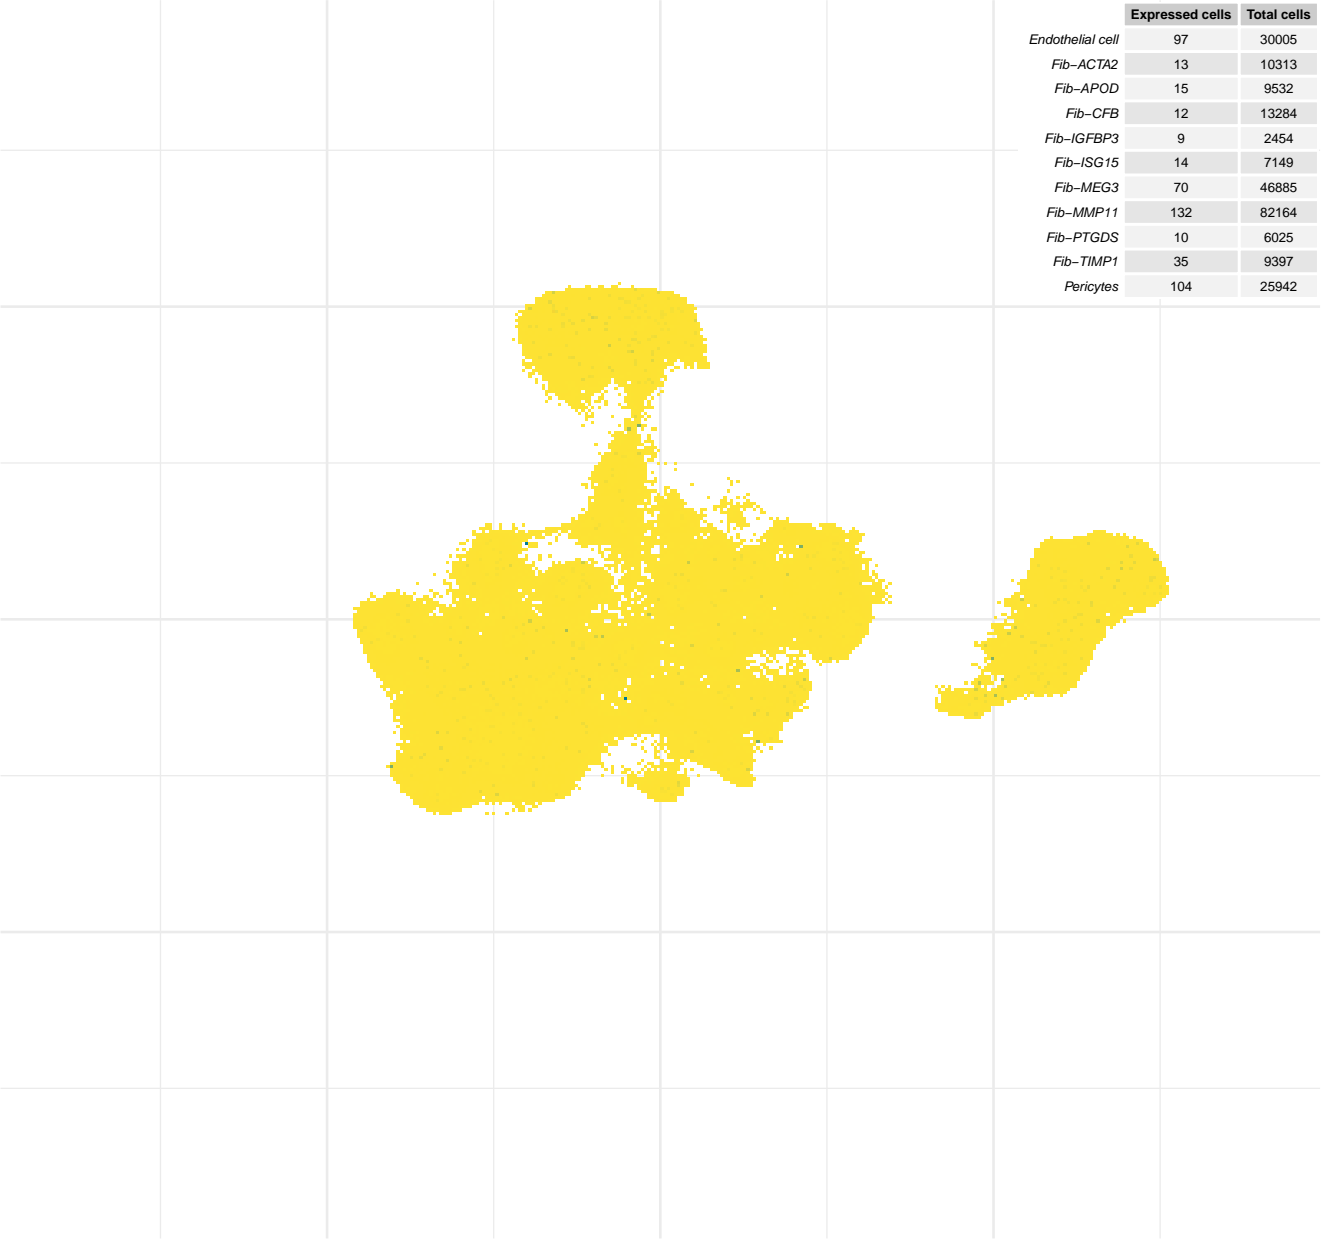 Expressed cells Total cells
Endothelial cell 97 30005
Fib−ACTA2 13 10313
Fib−APOD 15 9532
Fib−CFB 12 13284
Fib−IGFBP3 9 2454
Fib−ISG15 14 7149
Fib−MEG3 70 46885
Fib−MMP11 132 82164
Fib−PTGDS 10 6025
Fib−TIMP1 35 9397
Pericytes 104 25942